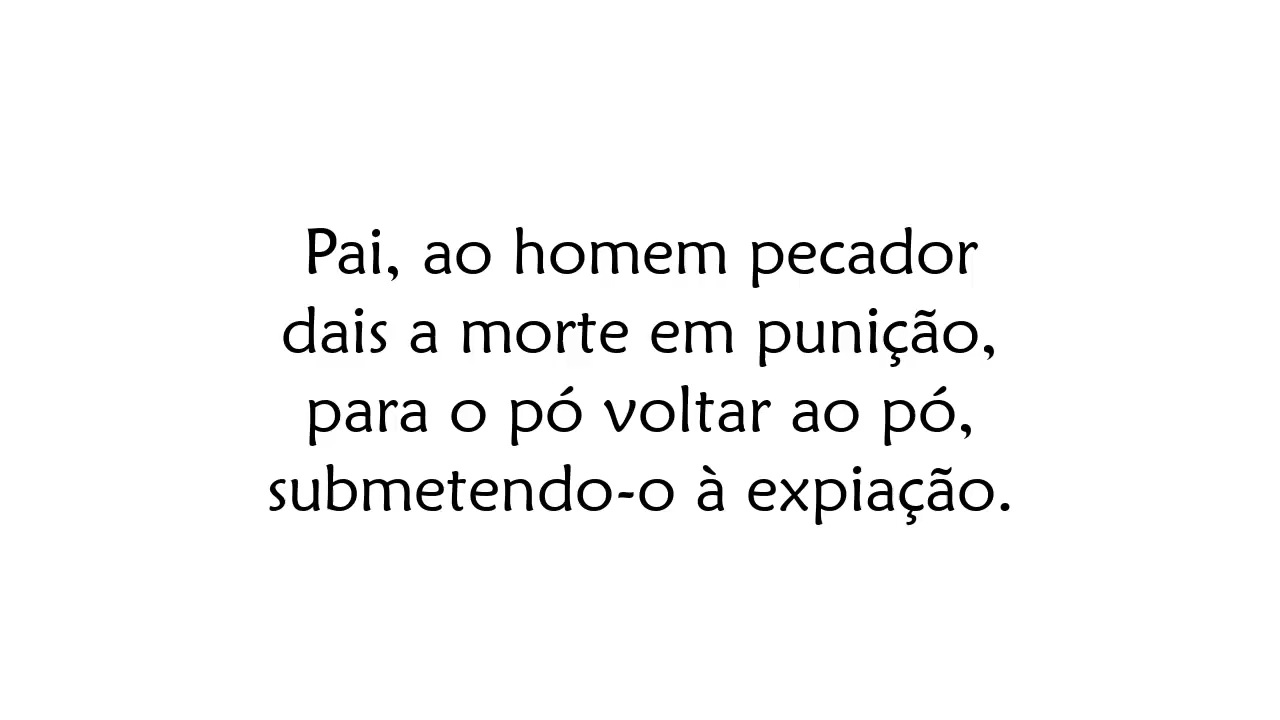 Pai, ao homem pecador
dais a morte em punição,
para o pó voltar ao pó,
submetendo-o à expiação.